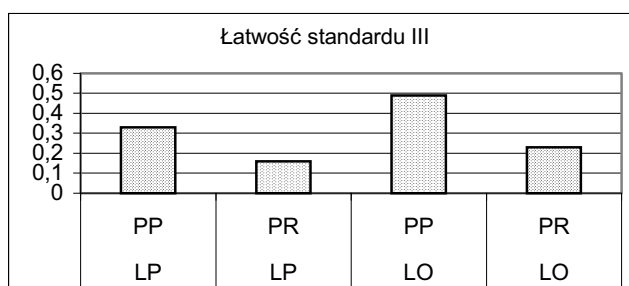 Łatwość standardu III
0,6
0,5
0,4
0,3
0,2
0,1
0
PP PR PP PR
LP LP LO LO